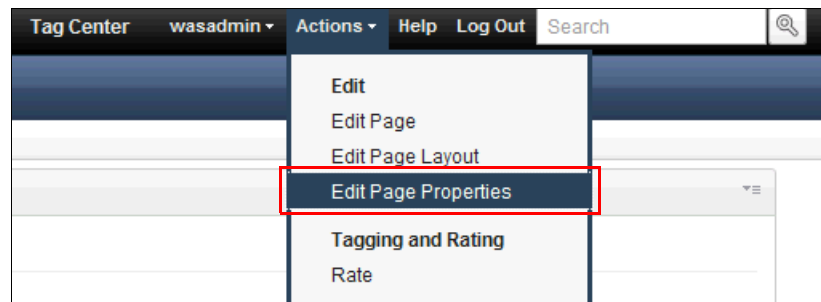 Tag Center wasadmin Actions Help Log Out Search
Edit
Edit Page
Edit Page Layout
Edit Page Properties
Tagging and Rating
Rate